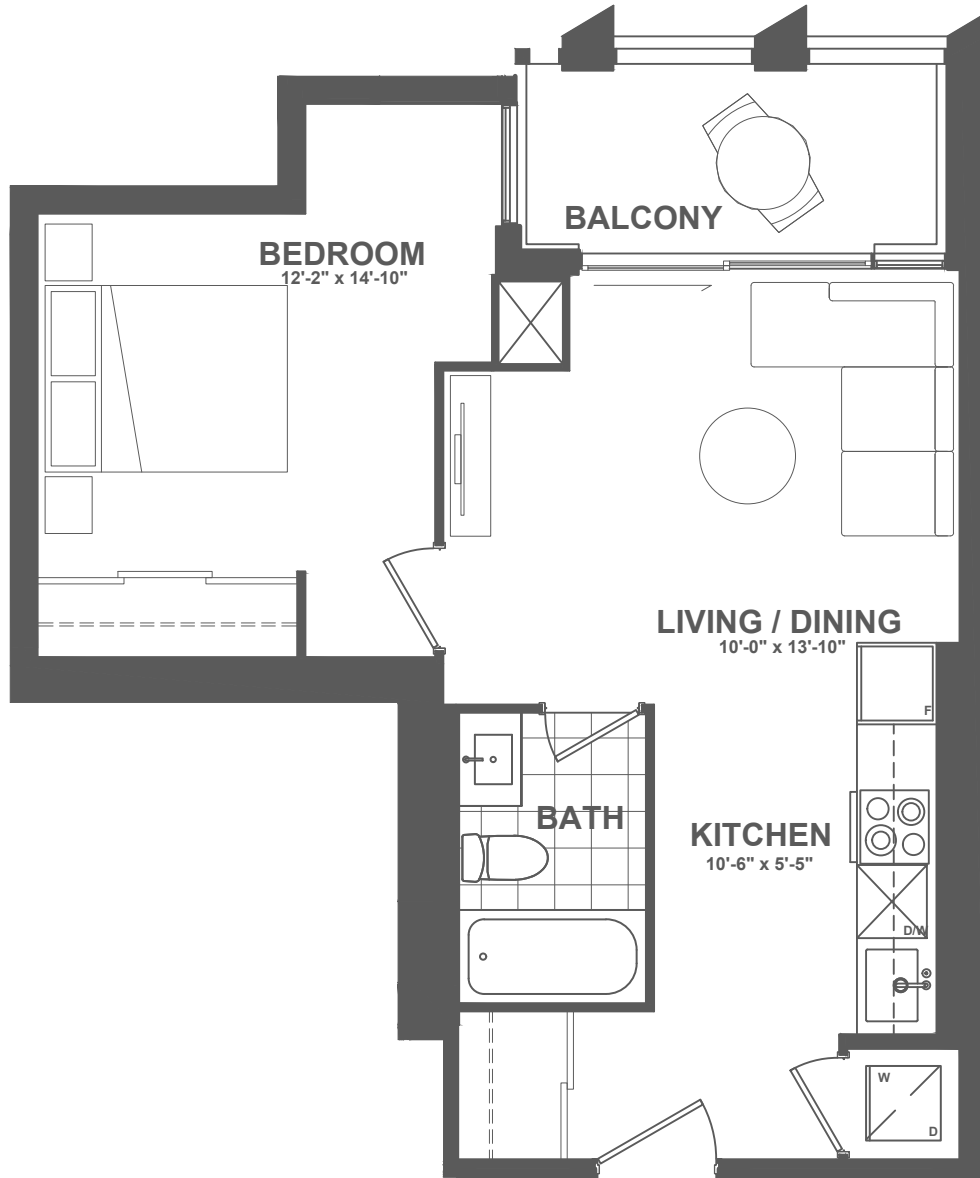 BALCONY
BEDROOM
12'-2" x 14'-10"
LIVING / DINING
10'-0" x 13'-10"
F
BATH
KITCHEN
10'-6" x 5'-5"
D/W
W
D